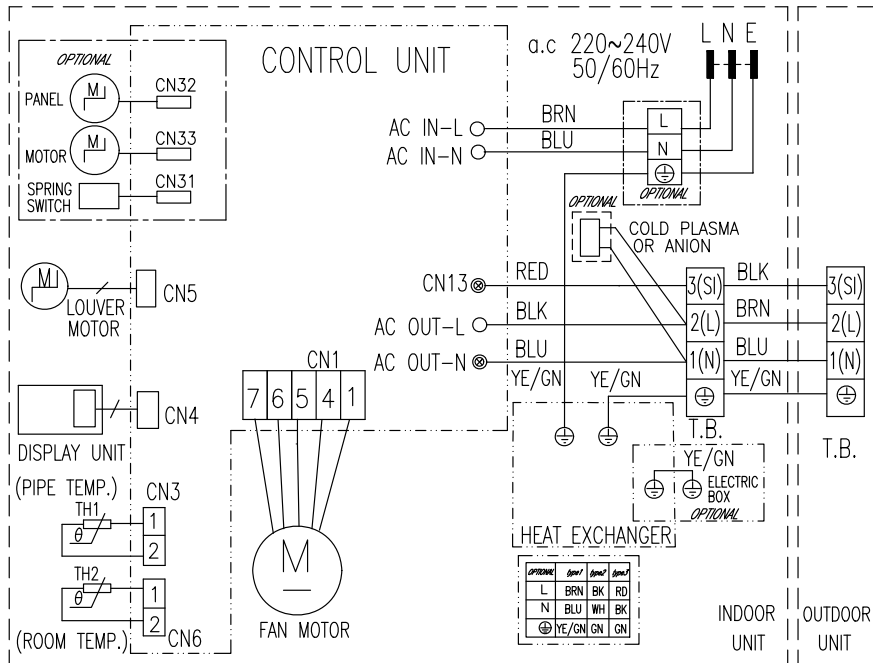 OPTIONAL
PANEL M CN32
MOTOR M CN33
SPRING SWITCH CN31
CONTROL UNIT
a.c 220~240V
50/60Hz
L N E
AC IN-L BRN L
AC IN-N BLU N
OPTIONAL
OPTIONAL
COLD PLASMA
OR ANION
M
LOUVER
MOTOR
CN5
CN13 RED 3(SI) BLK 3(SI)
AC OUT-L BLK 2(L) BRN 2(L)
AC OUT-N BLU 1(N) BLU 1(N)
YE/GN YE/GN YE/GN
T.B.
T.B.
CN1
7 6 5 4 1
DISPLAY UNIT
CN4
(PIPE TEMP.)
CN3
TH1
θ
1
2
TH2
θ
1
2
(ROOM TEMP.)
CN6
M
FAN MOTOR
YE/GN
ELECTRIC
BOX
OPTIONAL
HEAT EXCHANGER
OPTIONAL type1 type2 type3
L BRN BK RD
N BLU WH BK
YE/GN GN GN
INDOOR
UNIT
OUTDOOR
UNIT